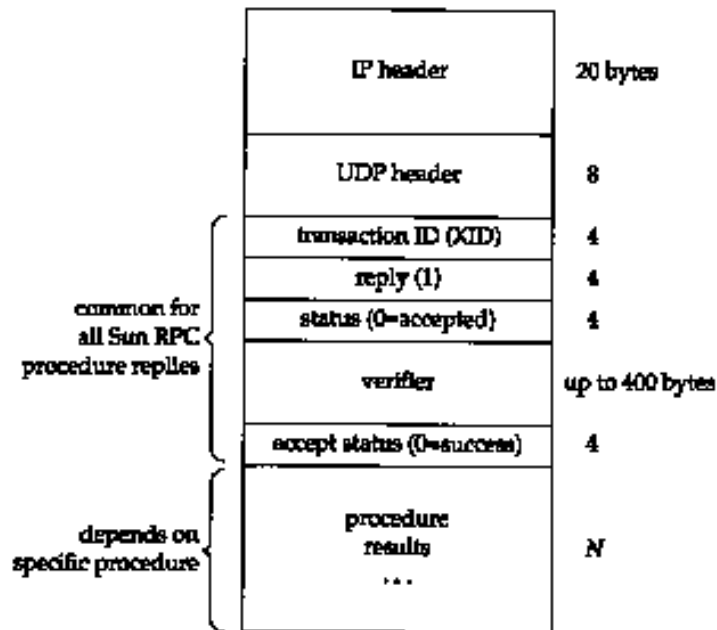 IP header 20 bytes
UDP header 8
transaction ID (XID) 4
reply (1) 4
status (0=accepted) 4
common for
all Sun RPC
procedure replies
verifier up to 400 bytes
accept status (0=success) 4
depends on
specific procedure
procedure
results
...
N